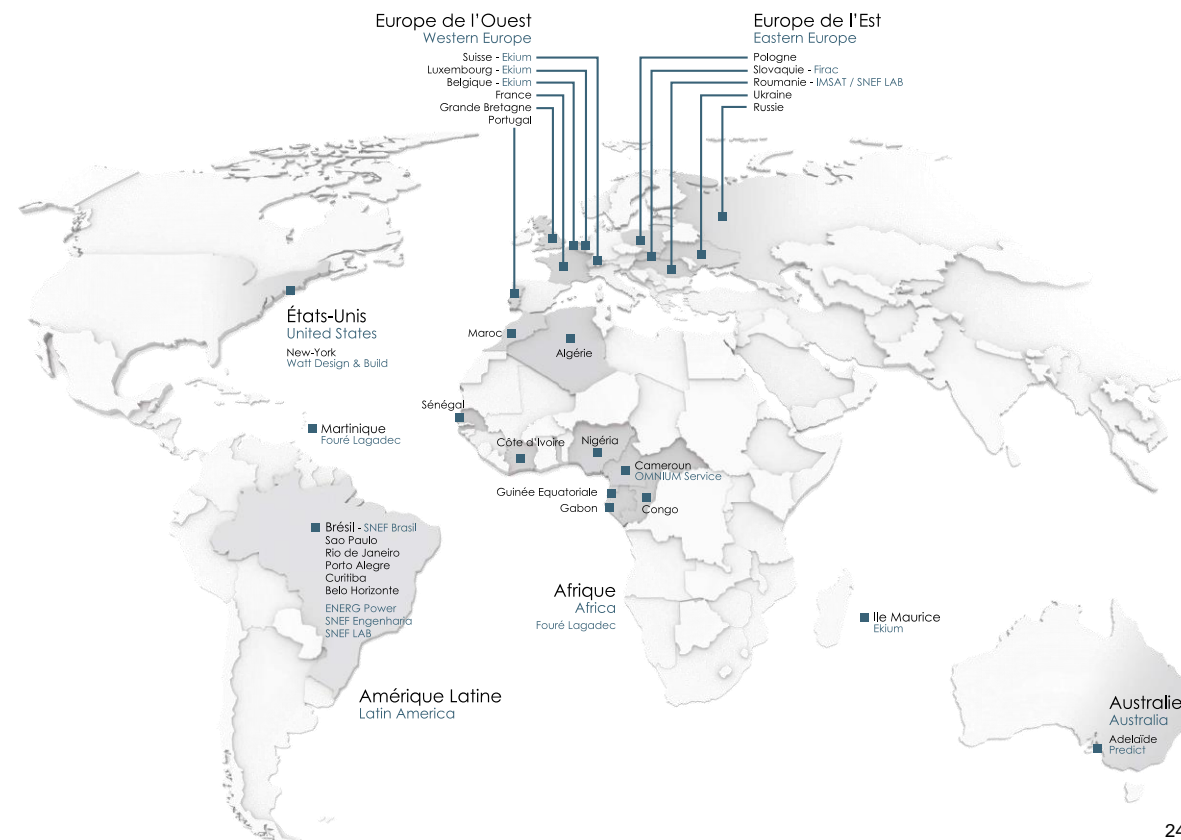 Europe de l'Ouest
Western Europe
Suisse - Ekium
Luxembourg - Ekium
Belgique - Ekium
France
Grande Bretagne
Portugal
Europe de l'Est
Eastern Europe
Pologne
Slovaquie - Firac
Roumanie - IMSAT / SNEF LAB
Ukraine
Russie
États-Unis
United States
New-York
Watt Design & Build
Martinique
Fouré Lagadec
Brésil - SNEF Brasil
Sao Paulo
Rio de Janeiro
Porto Alegre
Curitiba
Belo Horizonte
ENERG Power
SNEF Engenharia
SNEF LAB
Amérique Latine
Latin America
Maroc
Algérie
Sénégal
Côte d'Ivoire
Nigéria
Cameroun
OMNIUM Service
Guinée Equatoriale
Gabon
Congo
Afrique
Africa
Fouré Lagadec
Ile Maurice
Ekium
Australie
Australia
Adelaïde
Predict
24